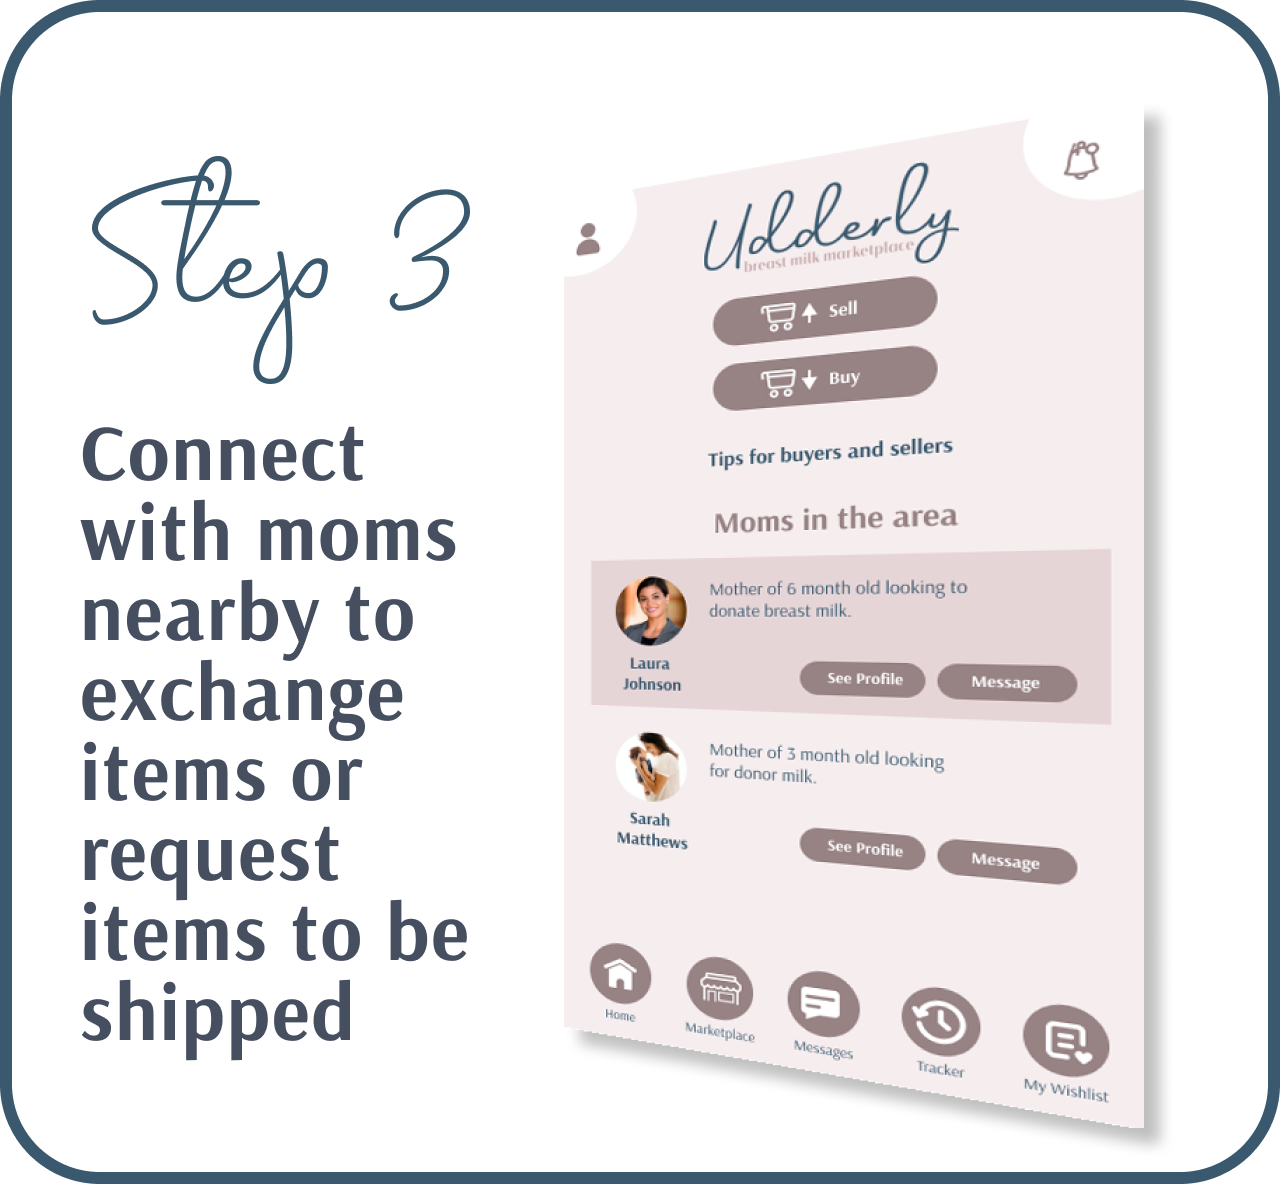 Step 3
Connect
with moms
nearby to
exchange
items or
request
items to be
shipped
Udderly
breast milk marketplace
Sell
Buy
Tips for buyers and sellers
Moms in the area
Mother of 6 month old looking to
donate breast milk.
Laura
Johnson
See Profile
Message
Mother of 3 month old looking
for donor milk.
Sarah
Matthews
See Profile
Message
Home
Marketplace
Messages
Tracker
My Wishlist